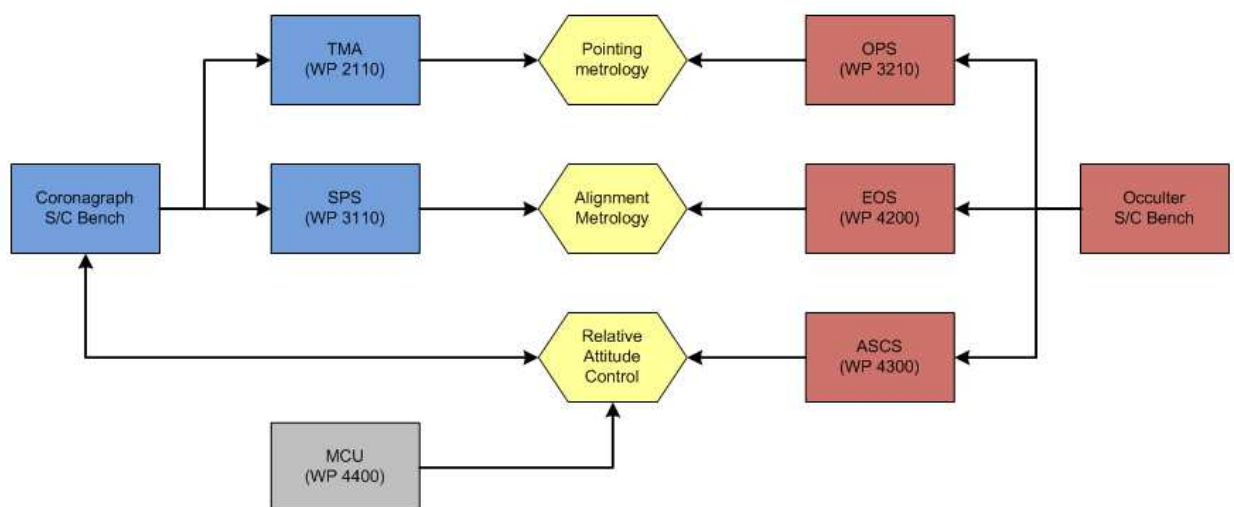 TMA
(WP 2110)
Pointing
metrology
OPS
(WP 3210)
Coronagraph
S/C Bench
SPS
(WP 3110)
Alignment
Metrology
EOS
(WP 4200)
Occulter
S/C Bench
Relative
Attitude
Control
ASCS
(WP 4300)
MCU
(WP 4400)